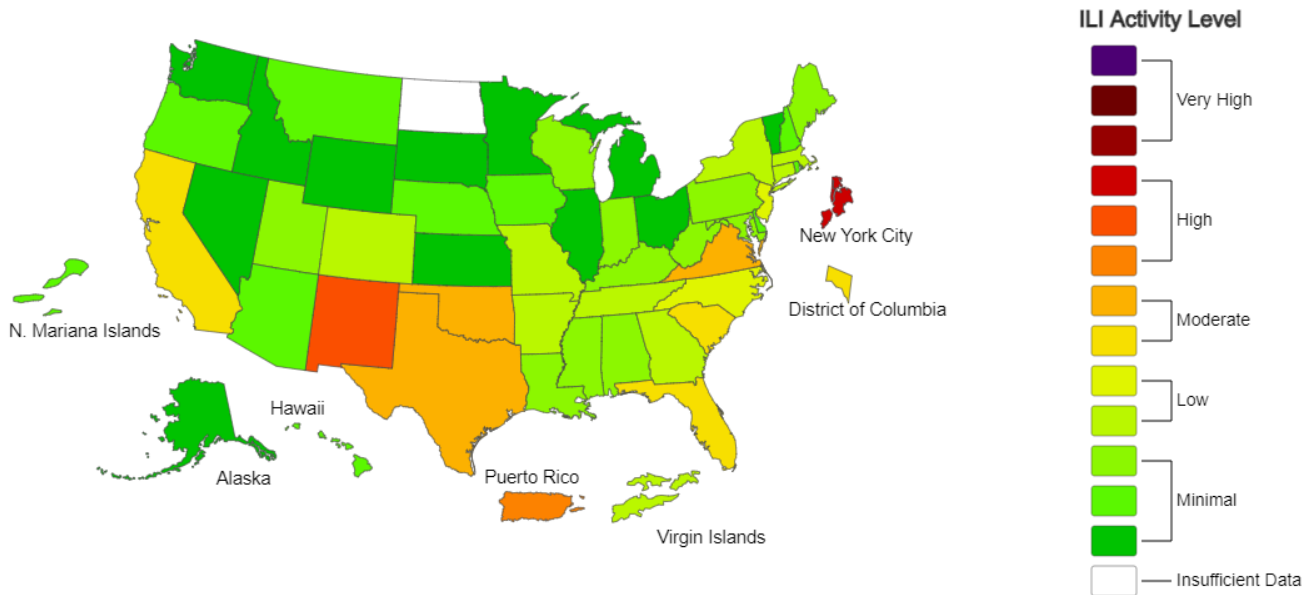 ILI Activity Level
Very High
High
Moderate
Low
Minimal
Insufficient Data
New York City
District of Columbia
N. Mariana Islands
Hawaii
Alaska
Puerto Rico
Virgin Islands